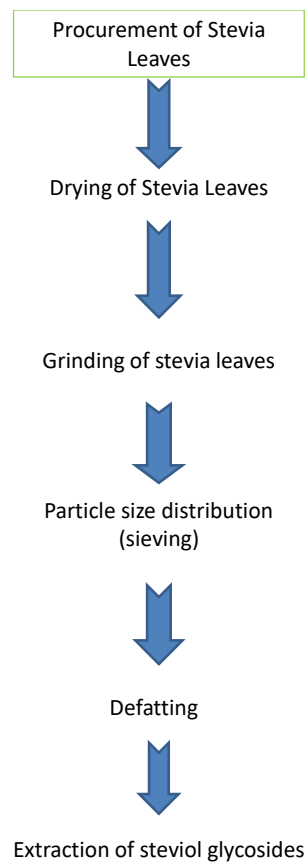 Procurement of Stevia
Leaves
Drying of Stevia Leaves
Grinding of stevia leaves
Particle size distribution
(sieving)
Defatting
Extraction of steviol glycosides